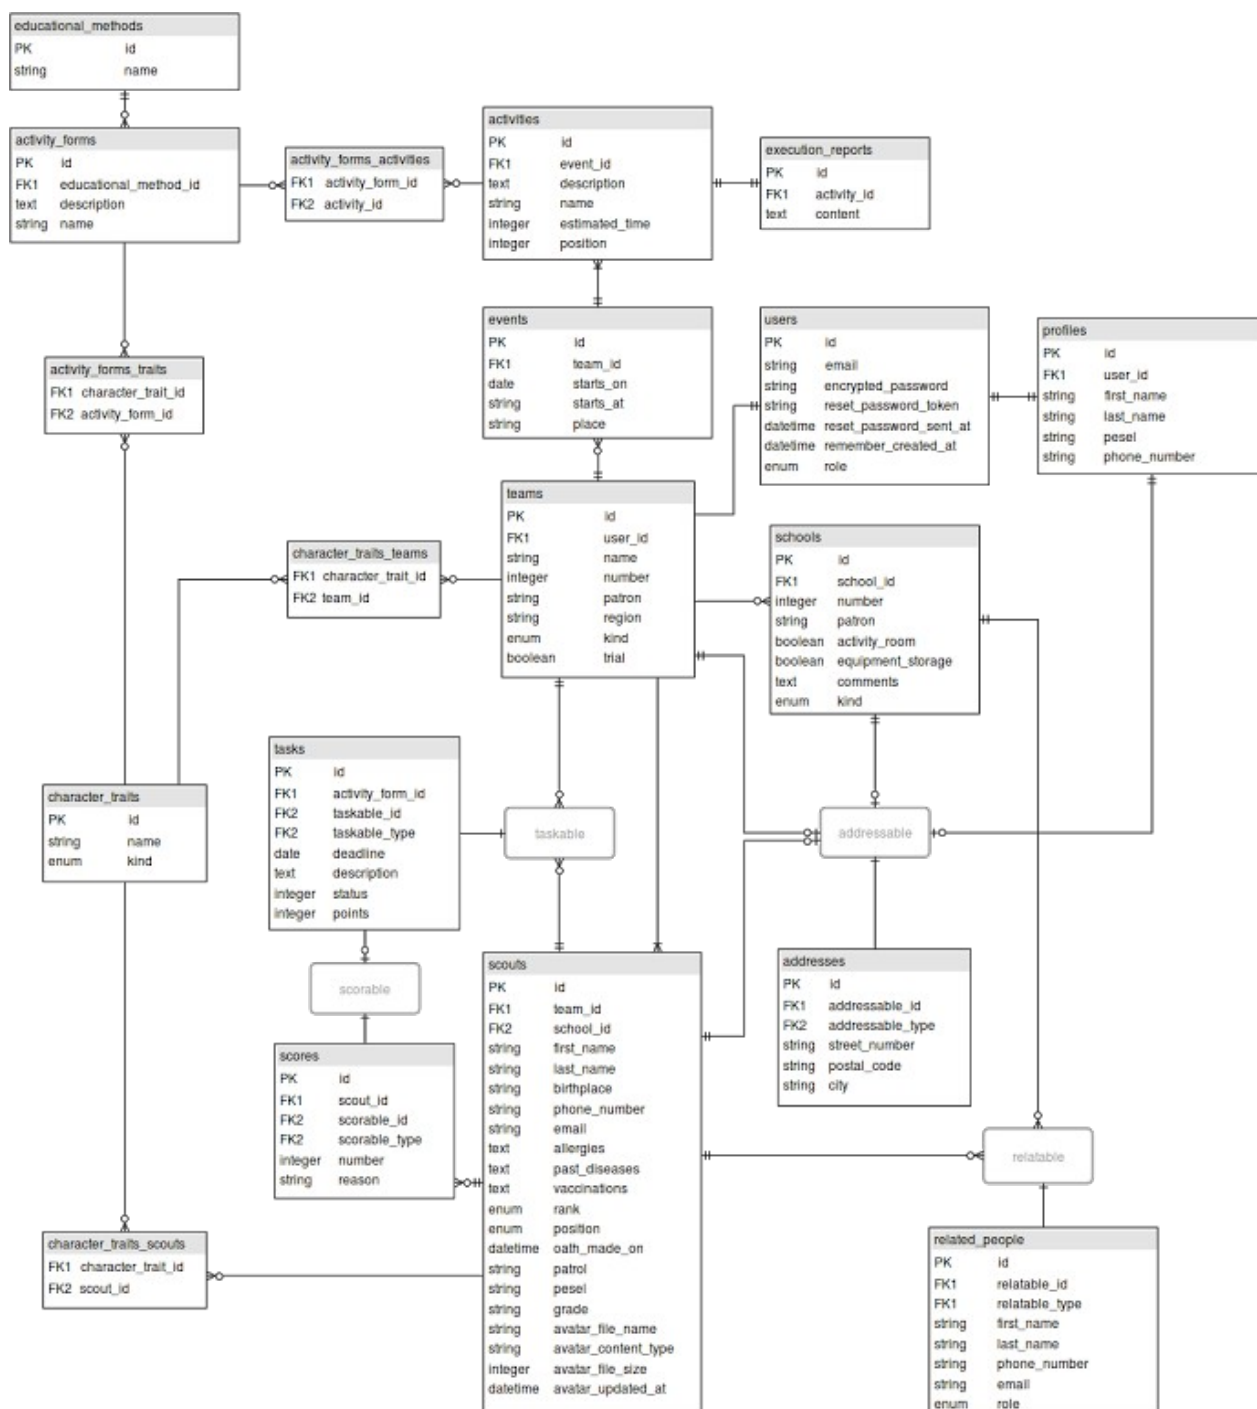 educational_methods
PK id
string name
activity_forms
PK id
FK1 educational_method_id
text description
string name
activity_forms_activities
FK1 activity_form_id
FK2 activity_id
activities
PK id
FK1 event_id
text description
string name
integer estimated_time
integer position
execution_reports
PK id
FK1 activity_id
text content
activity_forms_traits
FK1 character_trait_id
FK2 activity_form_id
events
PK id
FK1 team_id
date starts_on
string starts_at
string place
users
PK id
string email
string encrypted_password
string reset_password_token
datetime reset_password_sent_at
datetime remember_created_at
enum role
profiles
PK id
FK1 user_id
string first_name
string last_name
string pesel
string phone_number
teams
PK id
FK1 user_id
string name
integer number
string patron
string region
enum kind
boolean trial
character_traits_teams
FK1 character_trait_id
FK2 team_id
schools
PK id
FK1 school_id
integer number
string patron
boolean activity_room
boolean equipment_storage
text comments
enum kind
tasks
PK id
FK1 activity_form_id
FK2 taskable_id
FK2 taskable_type
date deadline
text description
integer status
integer points
character_traits
PK id
string name
enum kind
taskable
addressable
scorable
scouts
PK id
FK1 team_id
FK2 school_id
string first_name
string last_name
string birthplace
string phone_number
string email
text allergies
text past_diseases
text vaccinations
enum rank
enum position
datetime oath_made_on
string patrol
string pesel
string grade
string avatar_file_name
string avatar_content_type
integer avatar_file_size
datetime avatar_updated_at
addresses
PK id
FK1 addressable_id
FK2 addressable_type
string street_number
string postal_code
string city
scores
PK id
FK1 scout_id
FK2 scorable_id
FK2 scorable_type
integer number
string reason
relatable
character_traits_scouts
FK1 character_trait_id
FK2 scout_id
related_people
PK id
FK1 relatable_id
FK1 relatable_type
string first_name
string last_name
string phone_number
string email
enum role